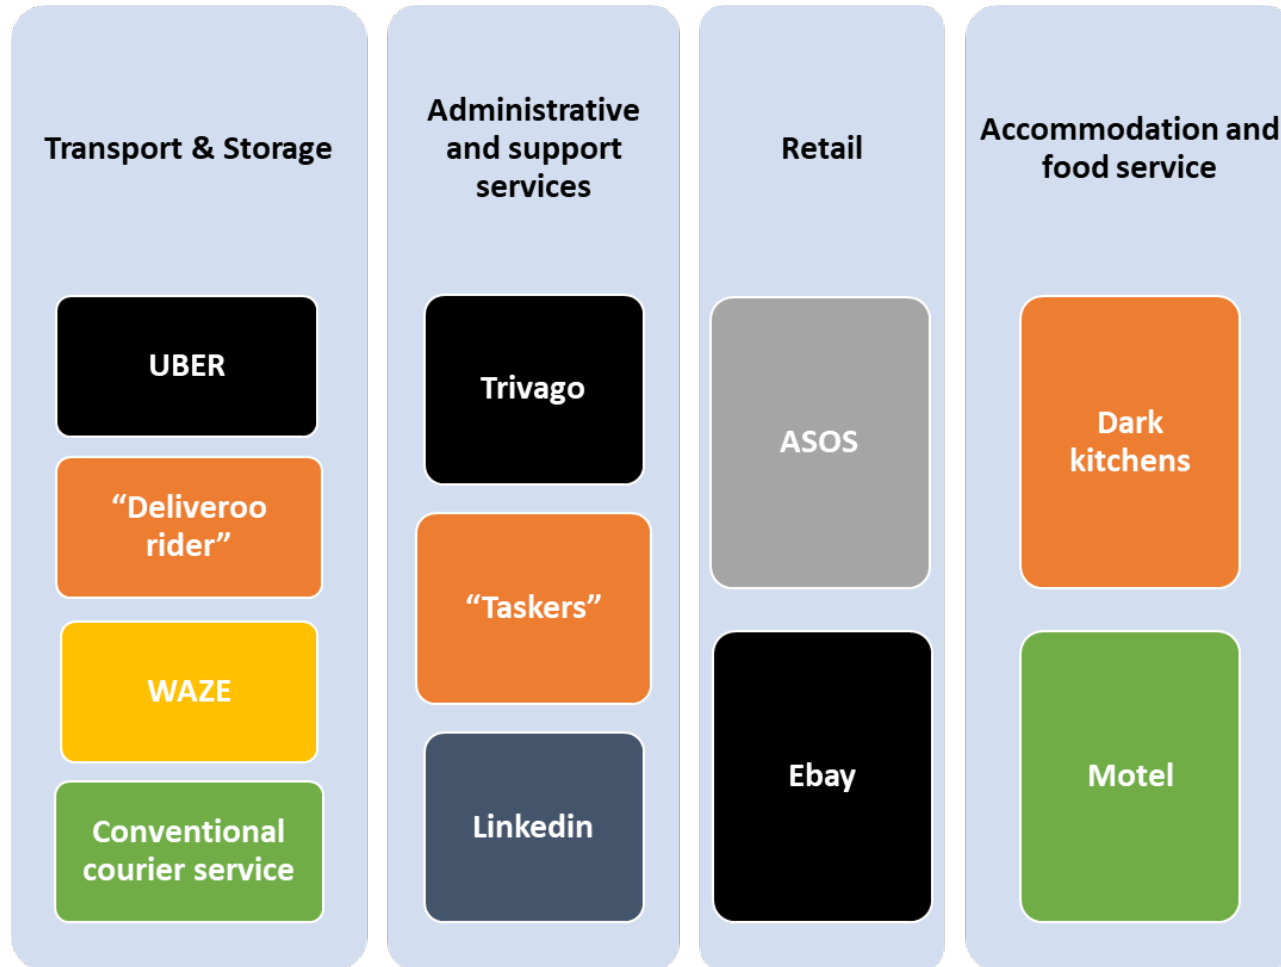 Transport & Storage
UBER
“Deliveroo
rider”
WAZE
Conventional
courier service
Administrative
and support
services
Trivago
“Taskers”
Linkedin
Retail
ASOS
Ebay
Accommodation and
food service
Dark
kitchens
Motel